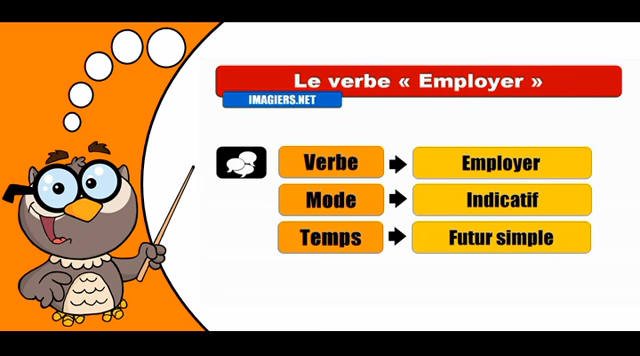 Le verbe « Employer »
IMAGIERS.NET
Verbe Employer
Mode Indicatif
Temps Futur simple